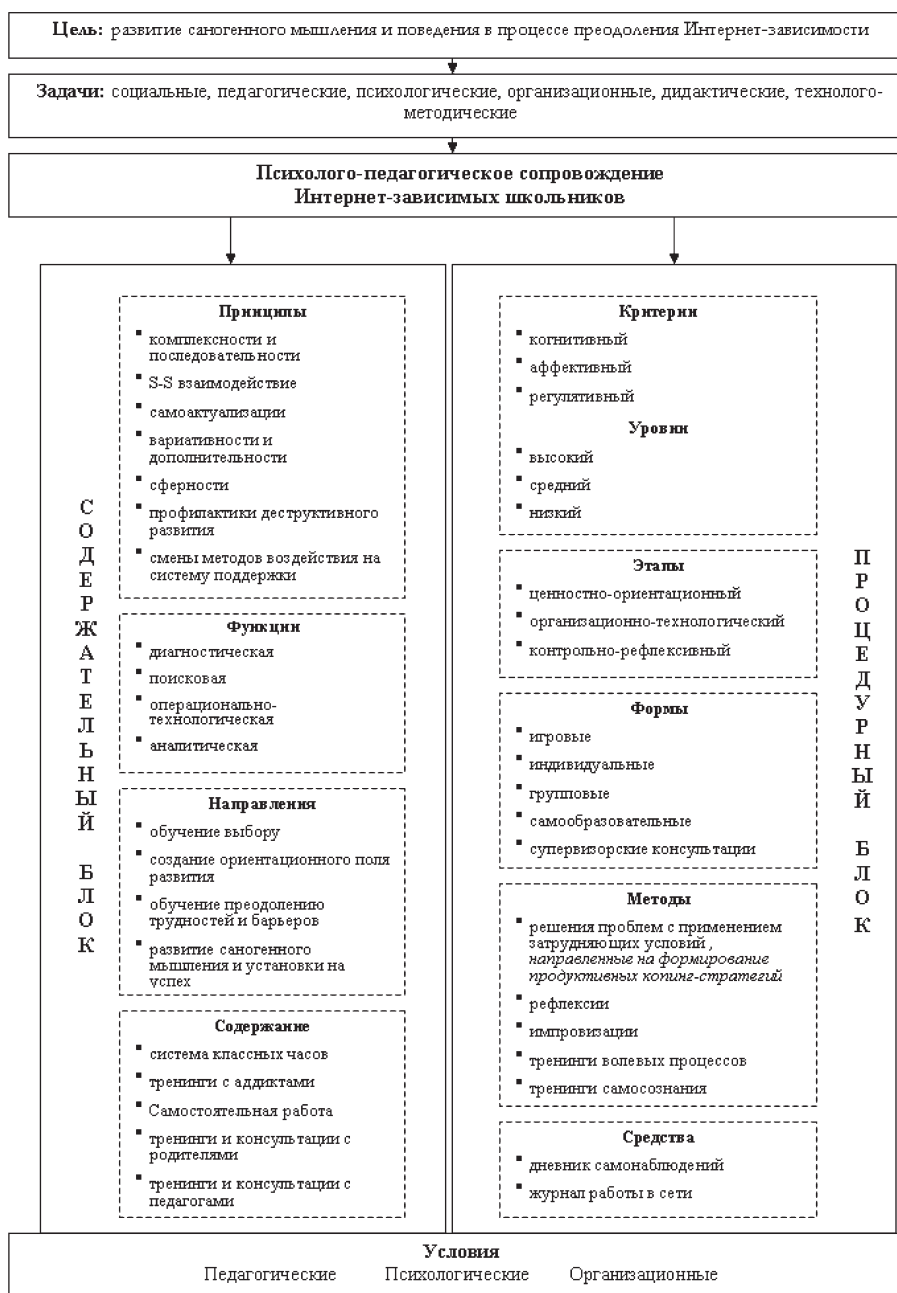 Цель: развитие саногенного мышления и поведения в процессе преодоления Интернет-зависимости
Задачи: социальные, педагогические, психологические, организационные, дидактические, технолого-
методические
Психолого-педагогическое сопровождение
Интернет-зависимых школьников
СОДЕРЖАТЕЛЬНЫЙ БЛОК
Принципы
▪ комплексности и
последовательности
▪ S-S взаимодействие
▪ самоактуализации
▪ вариативности и
дополнительности
▪ сферности
▪ профилактики деструктивного
развития
▪ смены методов воздействия на
систему поддержки
Функции
▪ диагностическая
▪ поисковая
▪ операционально-
технологическая
▪ аналитическая
Направления
▪ обучение выбору
▪ создание ориентационного поля
развития
▪ обучение преодолению
трудностей и барьеров
▪ развитие саногенного
мышления и установки на
успех
Содержание
▪ система классных часов
▪ тренинги с аддиктами
▪ Самостоятельная работа
▪ тренинги и консультации с
родителями
▪ тренинги и консультации с
педагогами
ПРОЦЕДУРНЫЙ БЛОК
Критерии
▪ когнитивный
▪ аффективный
▪ регулятивный
Уровни
▪ высокий
▪ средний
▪ низкий
Этапы
▪ ценностно-ориентационный
▪ организационно-технологический
▪ контрольно-рефлексивный
Формы
▪ игровые
▪ индивидуальные
▪ групповые
▪ самообразовательные
▪ супервизорские консультации
Методы
▪ решения проблем с применением
затрудняющих условий ,
направленные на формирование
продуктивных копинг-стратегий
▪ рефлексии
▪ импровизации
▪ тренинги волевых процессов
▪ тренинги самосознания
Средства
▪ дневник самонаблюдений
▪ журнал работы в сети
Условия
Педагогические Психологические Организационные